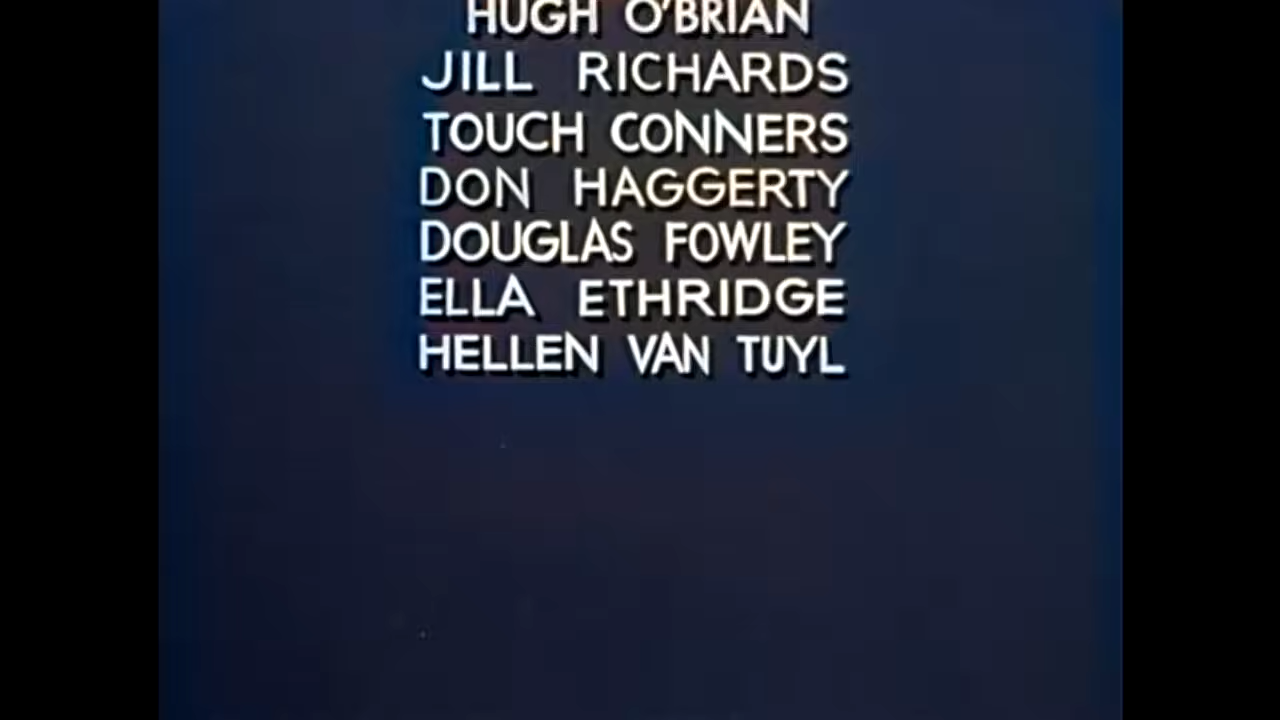 HUGH O'BRIAN
JILL RICHARDS
TOUCH CONNERS
DON HAGGERTY
DOUGLAS FOWLEY
ELLA ETHRIDGE
HELLEN VAN TUYL